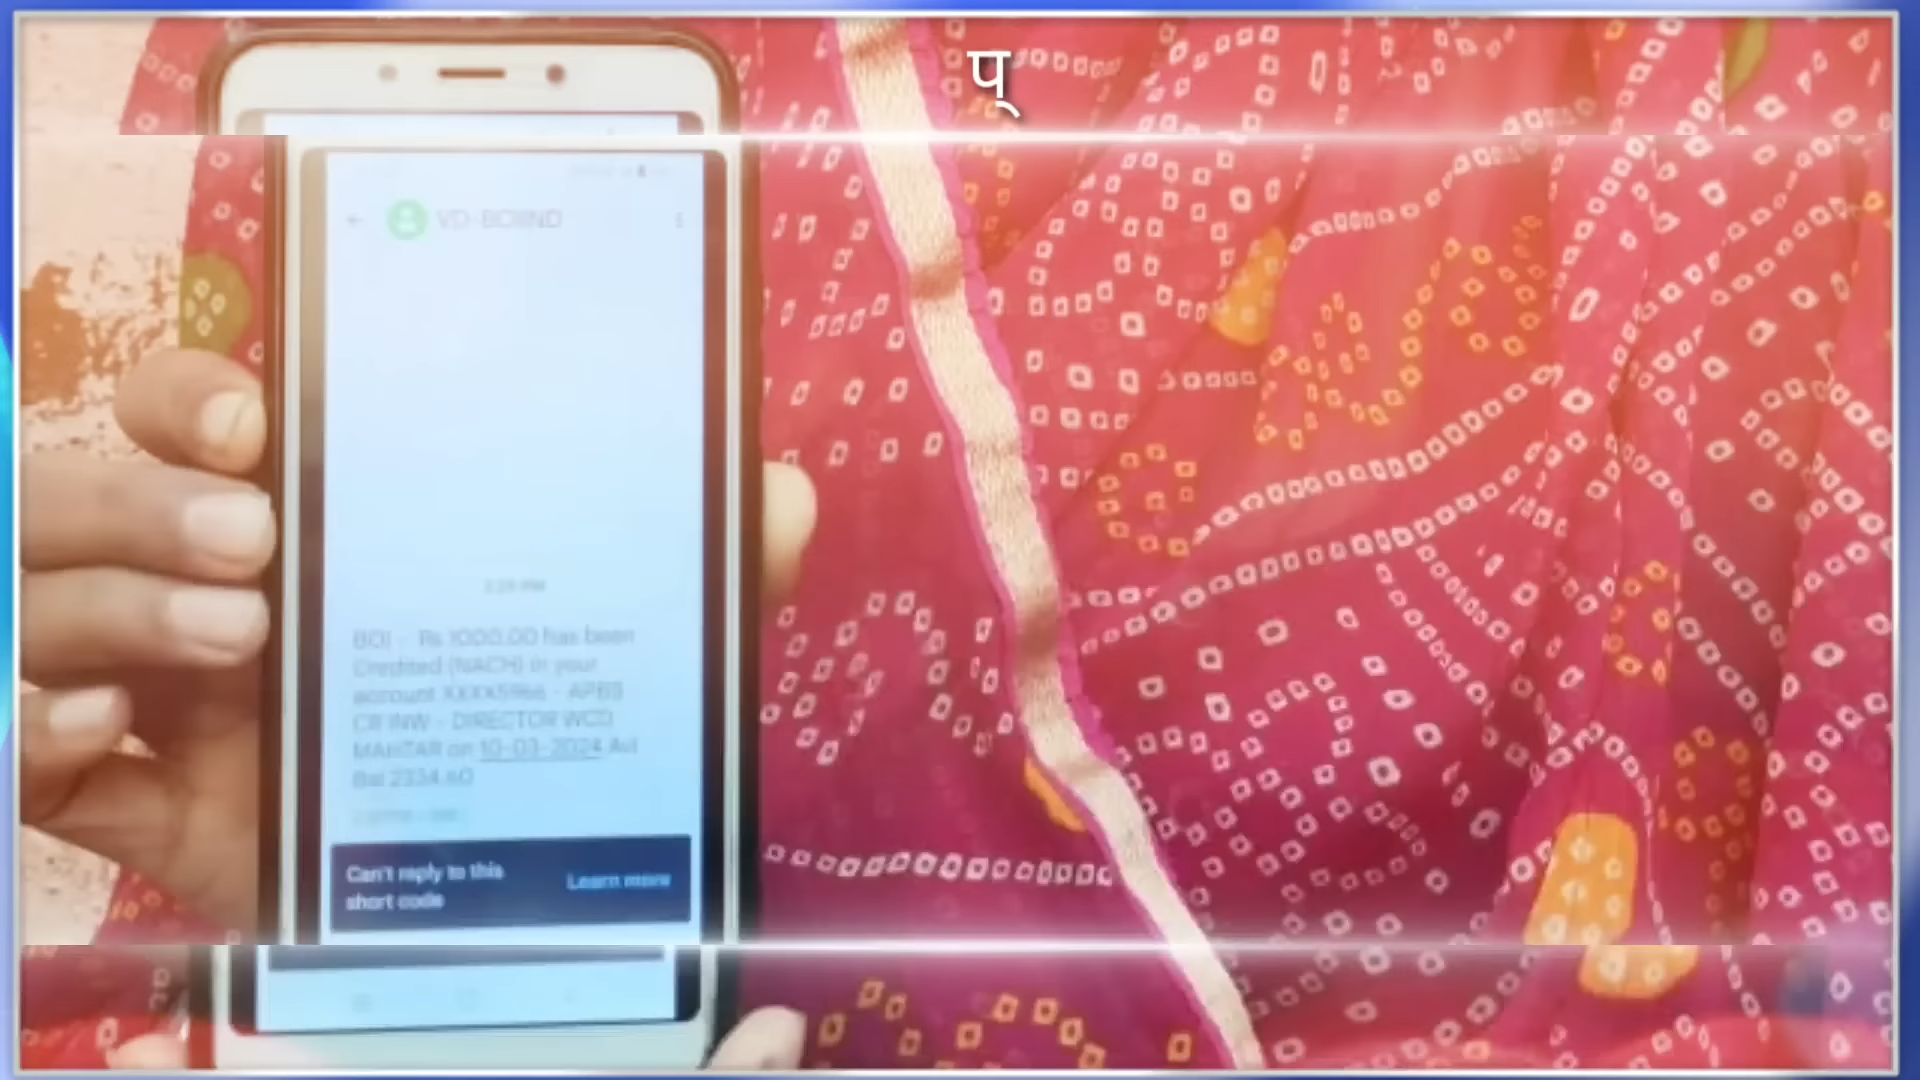 प्
VD-BOIIND
BOI - Rs 1000.00 has been
Credited (NACH) in your
account XXXX5966 - APBS
CR INW - DIRECTOR WCD
MAHTAR on 10-03-2024 Avl
Bal 2334.60
Can't reply to this
short code
Learn more